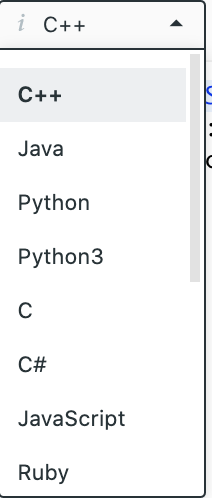 i C++
C++
Java
Python
Python3
C
C#
JavaScript
Ruby